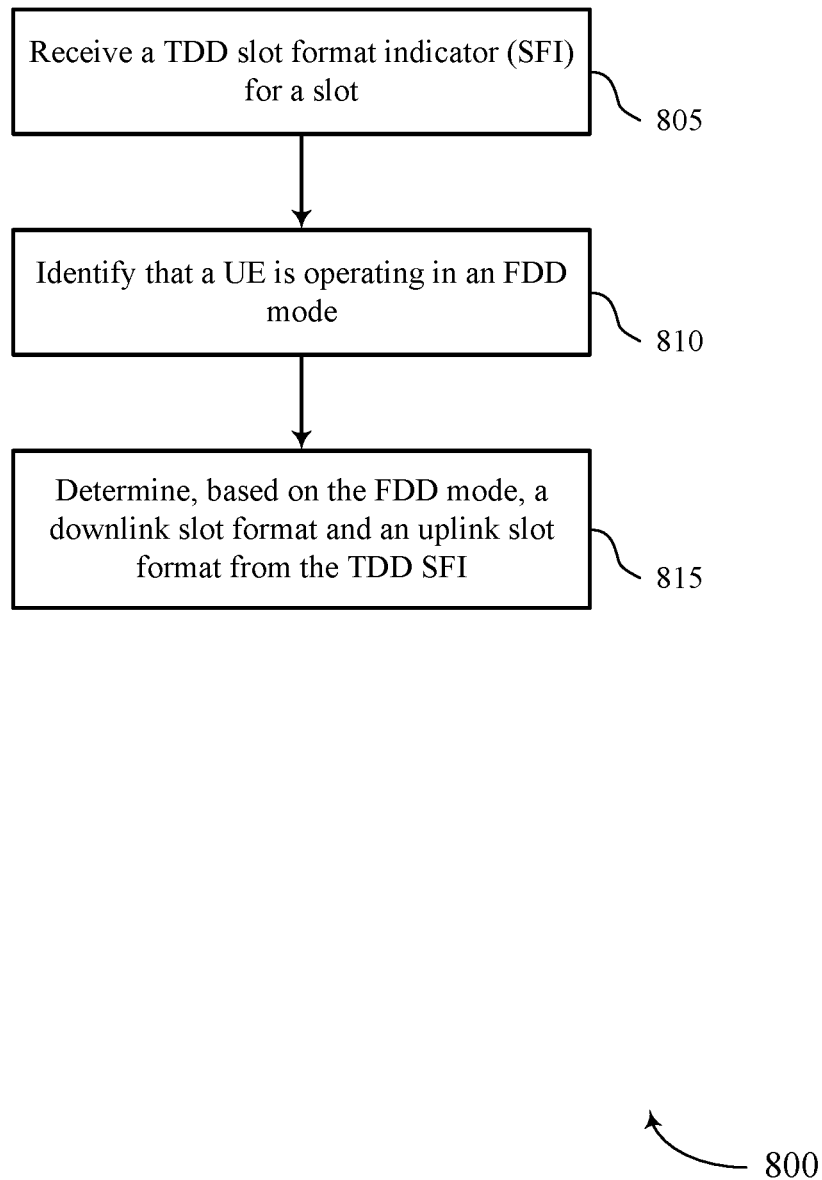 Receive a TDD slot format indicator (SFI)
for a slot
805
Identify that a UE is operating in an FDD
mode
810
Determine, based on the FDD mode, a
downlink slot format and an uplink slot
format from the TDD SFI
815
800